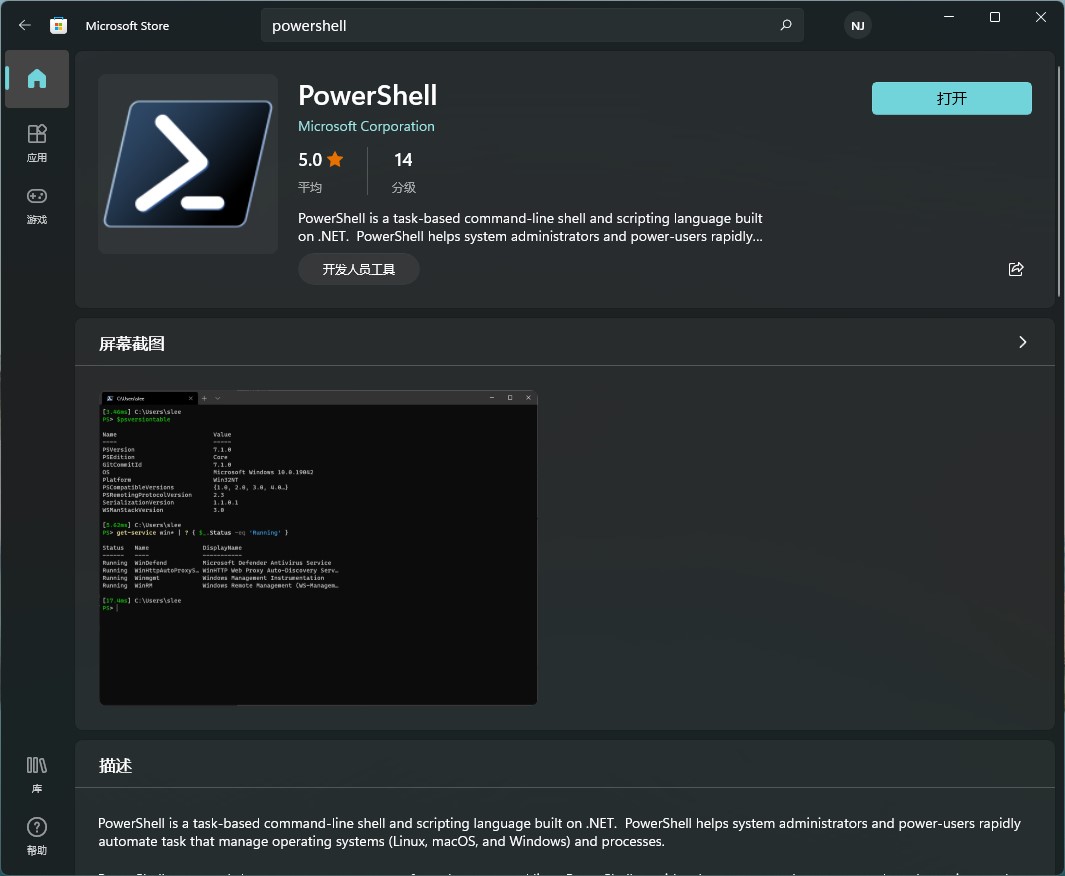 Microsoft Store
powershell
NJ
应用
游戏
库
帮助
PowerShell
Microsoft Corporation
打开
5.0
14
平均
分级
PowerShell is a task-based command-line shell and scripting language built
on .NET.  PowerShell helps system administrators and power-users rapidly...
开发人员工具
屏幕截图
C:\Users\slee
[3.46ms] C:\Users\slee
PS> $psversiontable
Name Value
---- -----
PSVersion 7.1.0
PSEdition Core
GitCommitId 7.1.0
OS Microsoft Windows 10.0.19042
Platform Win32NT
PSCompatibleVersions {1.0, 2.0, 3.0, 4.0…}
PSRemotingProtocolVersion 2.3
SerializationVersion 1.1.0.1
WSManStackVersion 3.0
[5.63ms] C:\Users\slee
PS> get-service win* | ? { $_.Status -eq 'Running' }
Status Name DisplayName
------ ---- -----------
Running WinDefend Microsoft Defender Antivirus Service
Running WinHttpAutoProxyS… WinHTTP Web Proxy Auto-Discovery Serv…
Running Winmgmt Windows Management Instrumentation
Running WinRM Windows Remote Management (WS-Managem…
[17.4ms] C:\Users\slee
PS>
描述
PowerShell is a task-based command-line shell and scripting language built on .NET.  PowerShell helps system administrators and power-users rapidly
automate task that manage operating systems (Linux, macOS, and Windows) and processes.